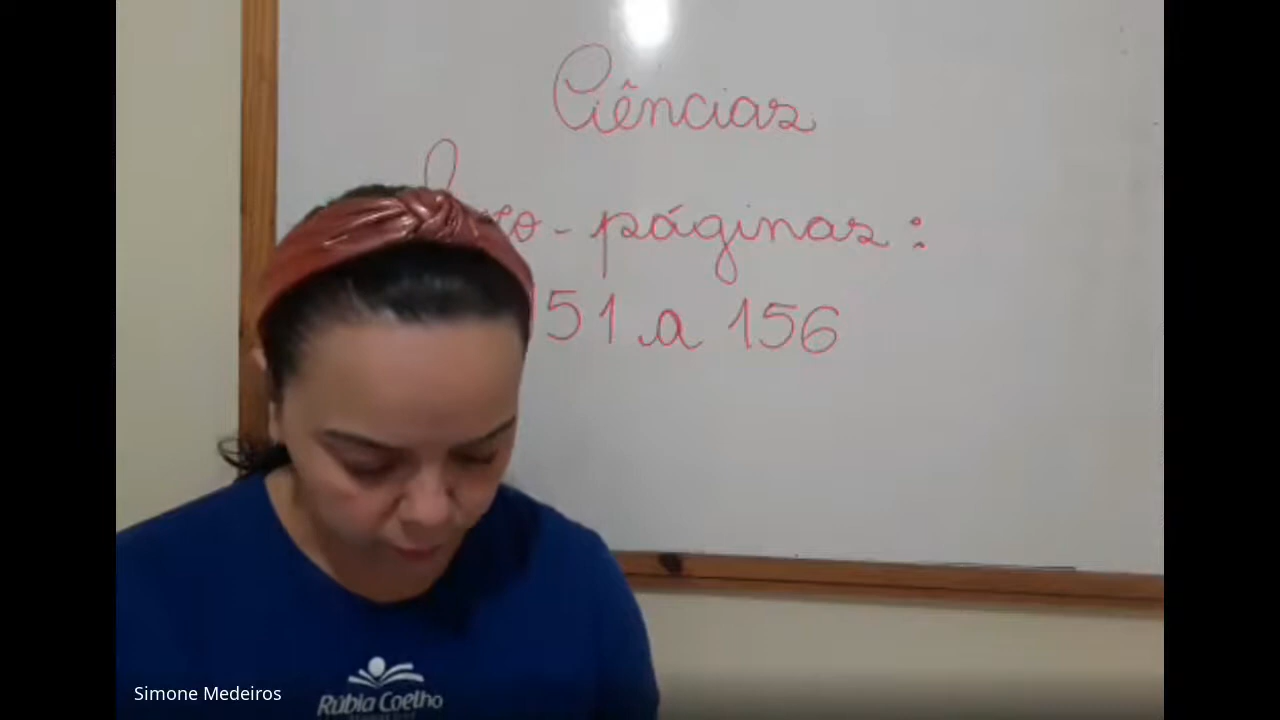 Ciências
- páginas:
151 a 156
Rúbia Coelho
Simone Medeiros